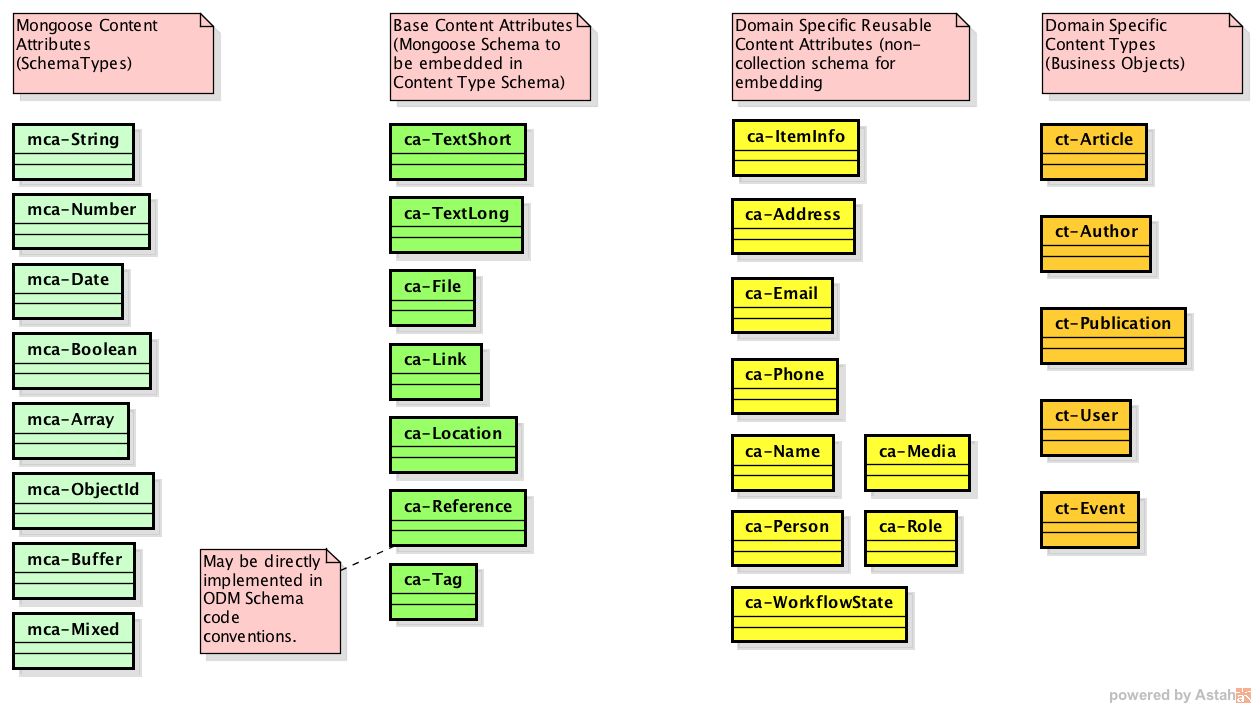 Mongoose Content
Attributes
(SchemaTypes)
mca-String
mca-Number
mca-Date
mca-Boolean
mca-Array
mca-ObjectId
mca-Buffer
mca-Mixed
Base Content Attributes
(Mongoose Schema to
be embedded in
Content Type Schema)
ca-TextShort
ca-TextLong
ca-File
ca-Link
ca-Location
ca-Reference
ca-Tag
May be directly
implemented in
ODM Schema
code
conventions.
Domain Specific Reusable
Content Attributes (non-
collection schema for
embedding
ca-ItemInfo
ca-Address
ca-Email
ca-Phone
ca-Name
ca-Media
ca-Person
ca-Role
ca-WorkflowState
Domain Specific
Content Types
(Business Objects)
ct-Article
ct-Author
ct-Publication
ct-User
ct-Event
powered by Astah